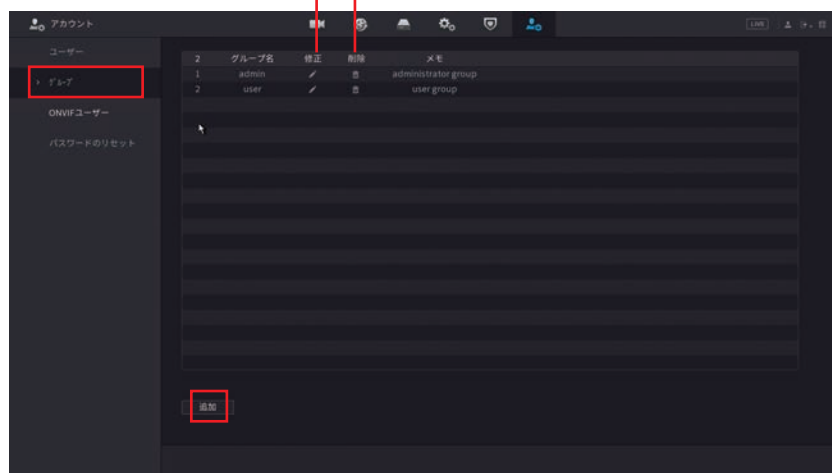 アカウント
LIVE
ユーザー
グループ
ONVIFユーザー
パスワードのリセット
2 グループ名 修正 削除 メモ
1 admin administrator group
2 user user group
追加